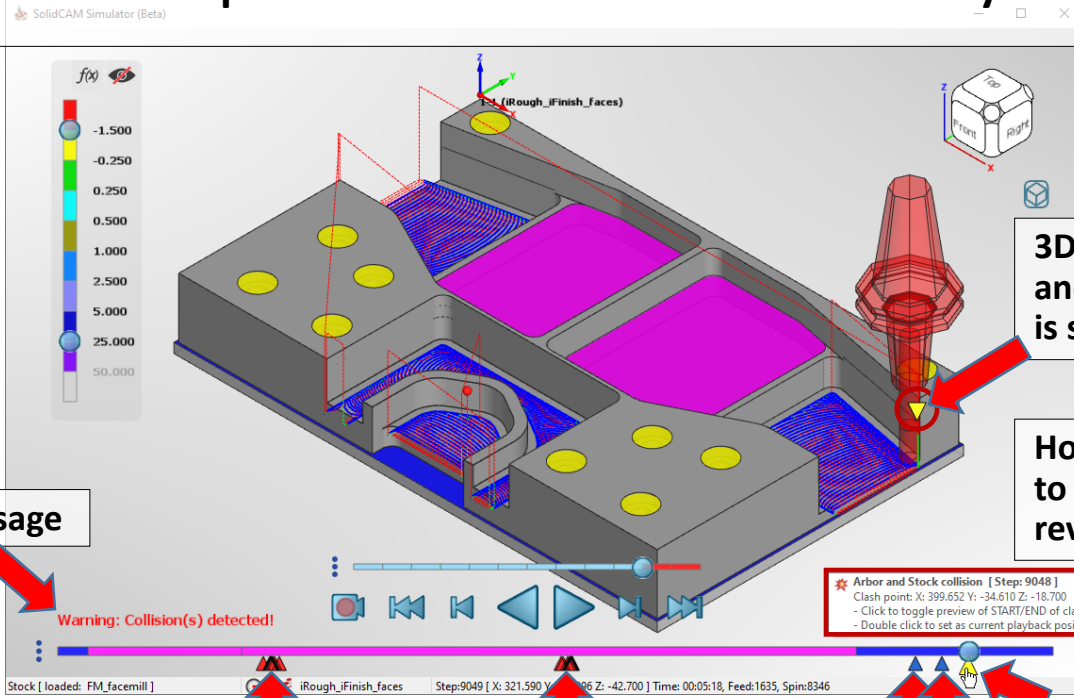 SolidCAM Simulator (Beta)
f(x)
-1.500
-0.250
0.250
0.500
1.000
2.500
5.000
25.000
50.000
Z
Y
X
1-1 (iRough_iFinish_faces)
Top
Front
Right
Z
X
3D
is s
Ho
to
rev
sage
Warning: Collision(s) detected!
Arbor and Stock collision [ Step: 9048 ]
Clash point: X: 399.652 Y: -34.610 Z: -18.700
- Click to toggle preview of START/END of cla
- Double click to set as current playback posi
Stock [ loaded: FM_facemill ]
iRough_iFinish_faces
Step:9049 [ X: 321.590 Z: -42.700 ] Time: 00:05:18, Feed:1635, Spin:8346